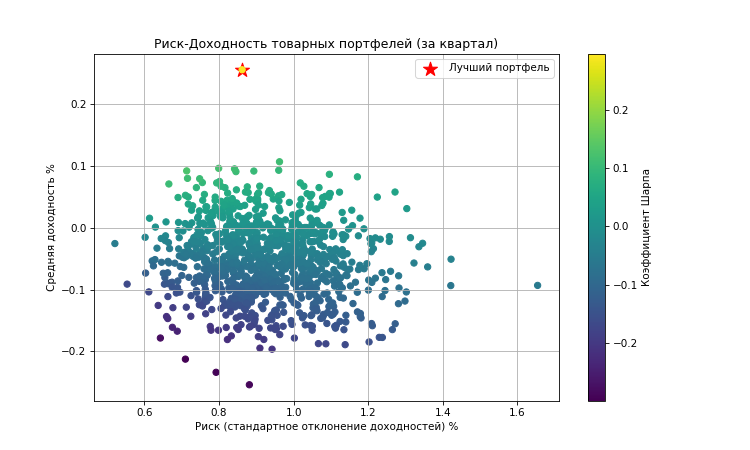 Риск-Доходность товарных портфелей (за квартал)
Лучший портфель
Средняя доходность %
0.2
0.1
0.0
−0.1
−0.2
0.6 0.8 1.0 1.2 1.4 1.6
Риск (стандартное отклонение доходностей) %
0.2
0.1
0.0
−0.1
−0.2
Коэффициент Шарпа